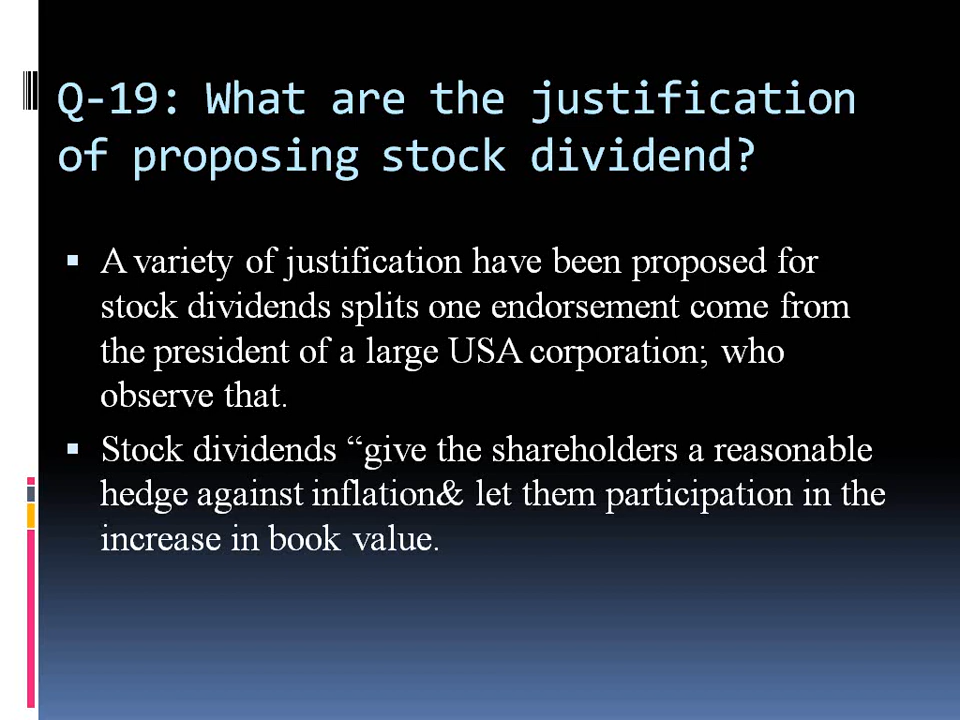 Q-19: What are the justification
of proposing stock dividend?
▪ A variety of justification have been proposed for
stock dividends splits one endorsement come from
the president of a large USA corporation; who
observe that.
▪ Stock dividends “give the shareholders a reasonable
hedge against inflation& let them participation in the
increase in book value.